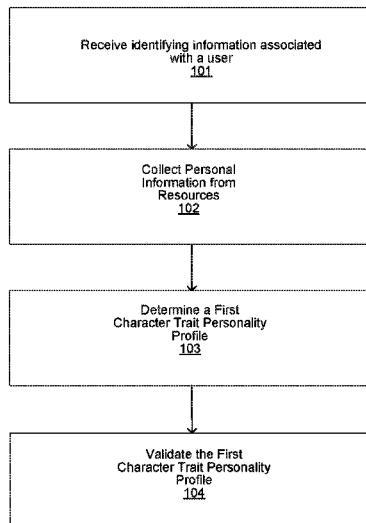 Receive identifying information associated
with a user
101
Collect Personal
Information from
Resources
102
Determine a First
Character Trait Personality
Profile
103
Validate the First
Character Trait Personality
Profile
104